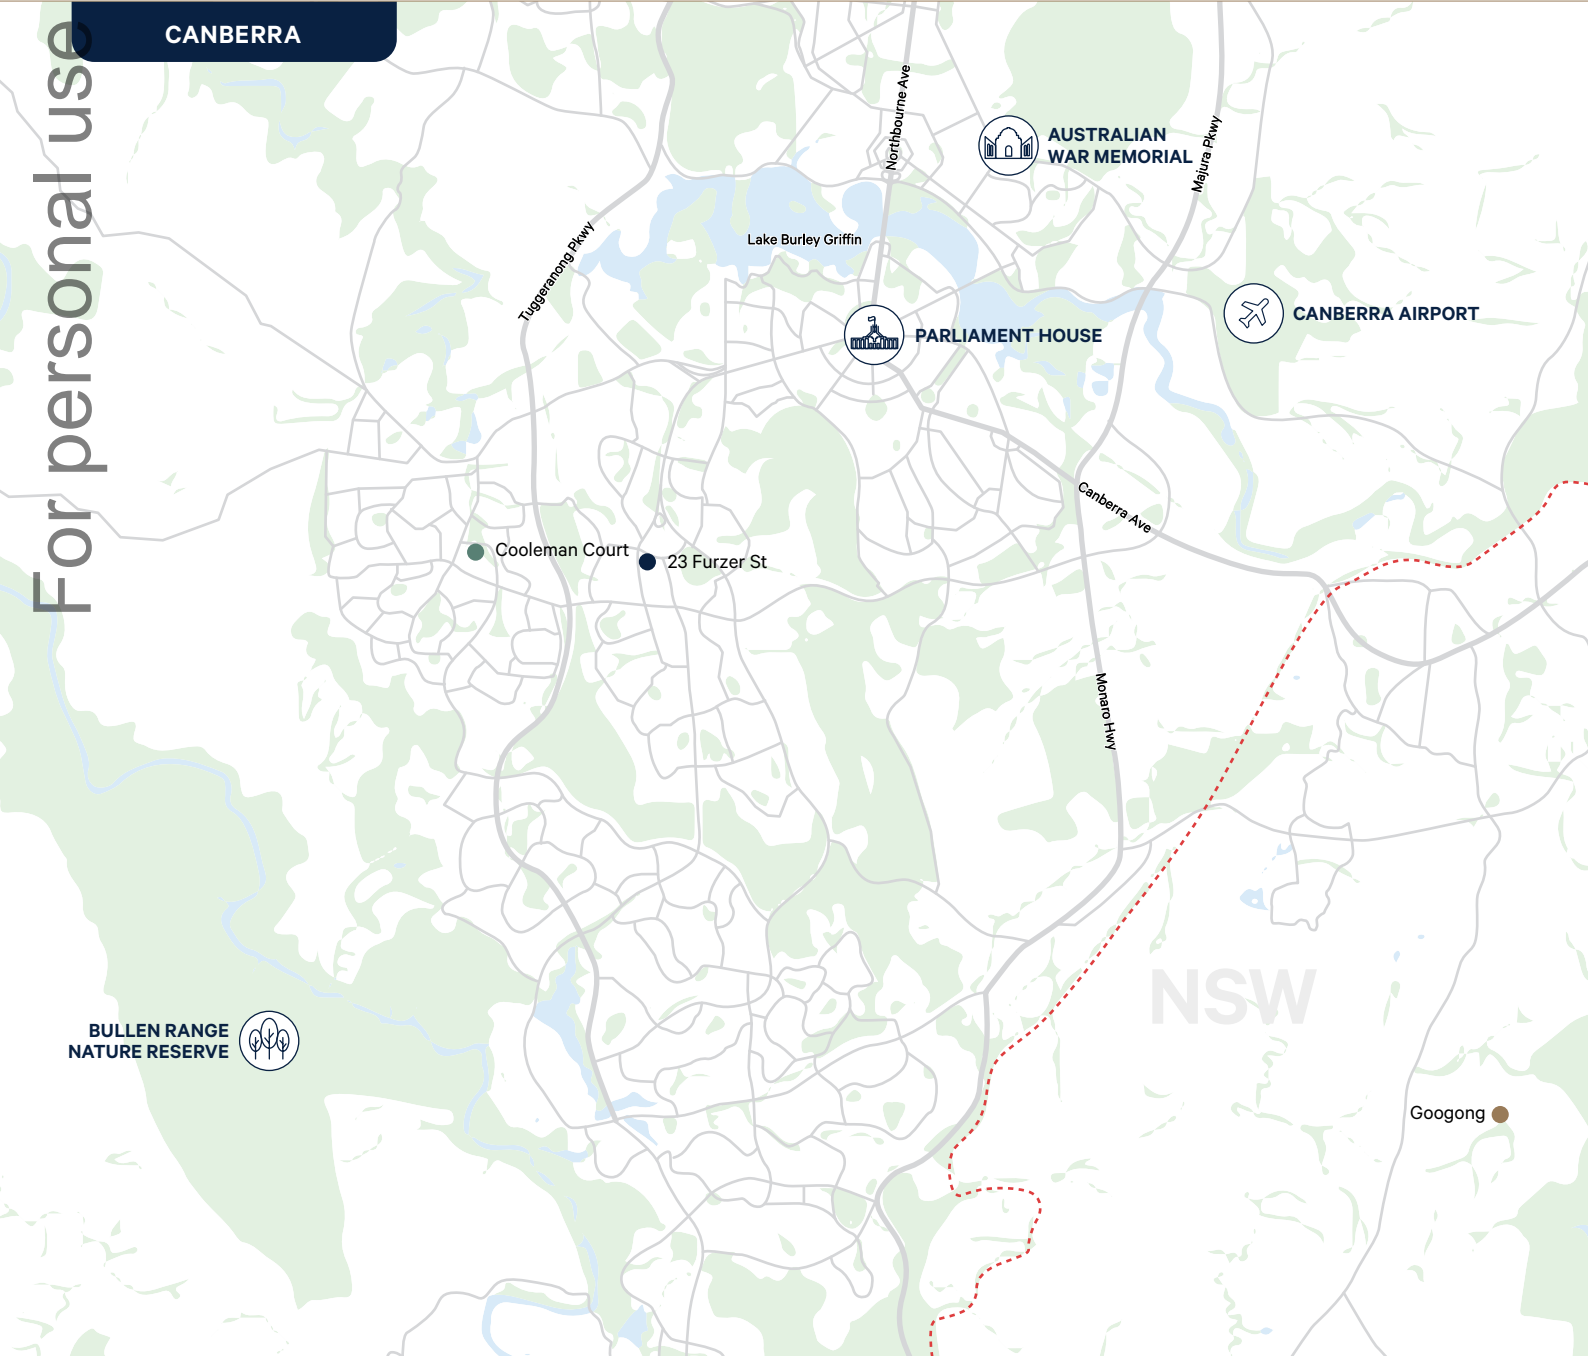 CANBERRA
For personal use
Northbourne Ave
AUSTRALIAN
WAR MEMORIAL
Majura Pkwy
Tuggeranong Pkwy
Lake Burley Griffin
CANBERRA AIRPORT
PARLIAMENT HOUSE
Canberra Ave
Cooleman Court
23 Furzer St
Monaro Hwy
NSW
BULLEN RANGE
NATURE RESERVE
Googong